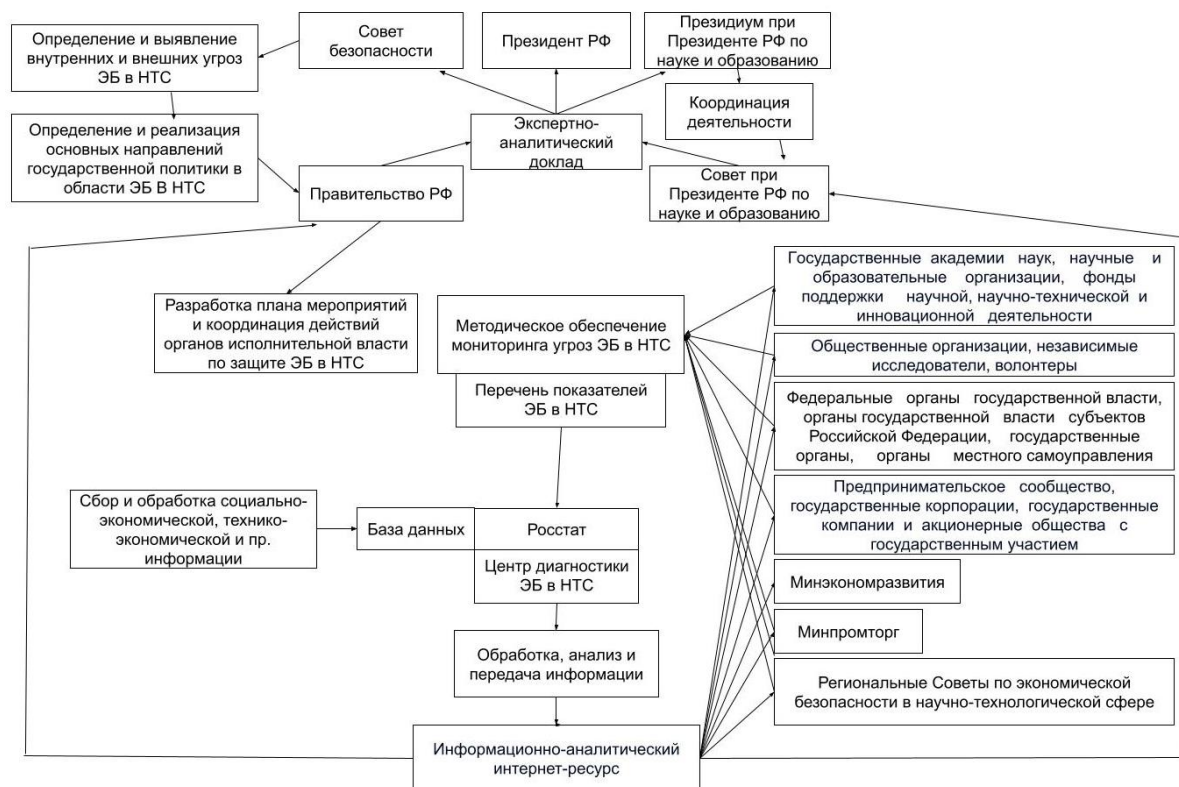 Определение и выявление
внутренних и внешних угроз
ЭБ в НТС
Совет
безопасности
Президент РФ
Президиум при
Президенте РФ по
науке и образованию
Координация
деятельности
Определение и реализация
основных направлений
государственной политики в
области ЭБ В НТС
Экспертно-
аналитический
доклад
Правительство РФ
Совет при
Президенте РФ по
науке и образованию
Государственные академии наук, научные и
образовательные организации, фонды
поддержки научной, научно-технической и
инновационной деятельности
Разработка плана мероприятий
и координация действий
органов исполнительной власти
по защите ЭБ в НТС
Методическое обеспечение
мониторинга угроз ЭБ в НТС
Общественные организации, независимые
исследователи, волонтеры
Перечень показателей
ЭБ в НТС
Федеральные органы государственной власти,
органы государственной власти субъектов
Российской Федерации, государственные
органы, органы местного самоуправления
Предпринимательское сообщество,
государственные корпорации, государственные
компании и акционерные общества с
государственным участием
Сбор и обработка социально-
экономической, технико-
экономической и пр.
информации
База данных
Росстат
Центр диагностики
ЭБ в НТС
Минэкономразвития
Минпромторг
Обработка, анализ и
передача информации
Региональные Советы по экономической
безопасности в научно-технологической сфере
Информационно-аналитический
интернет-ресурс